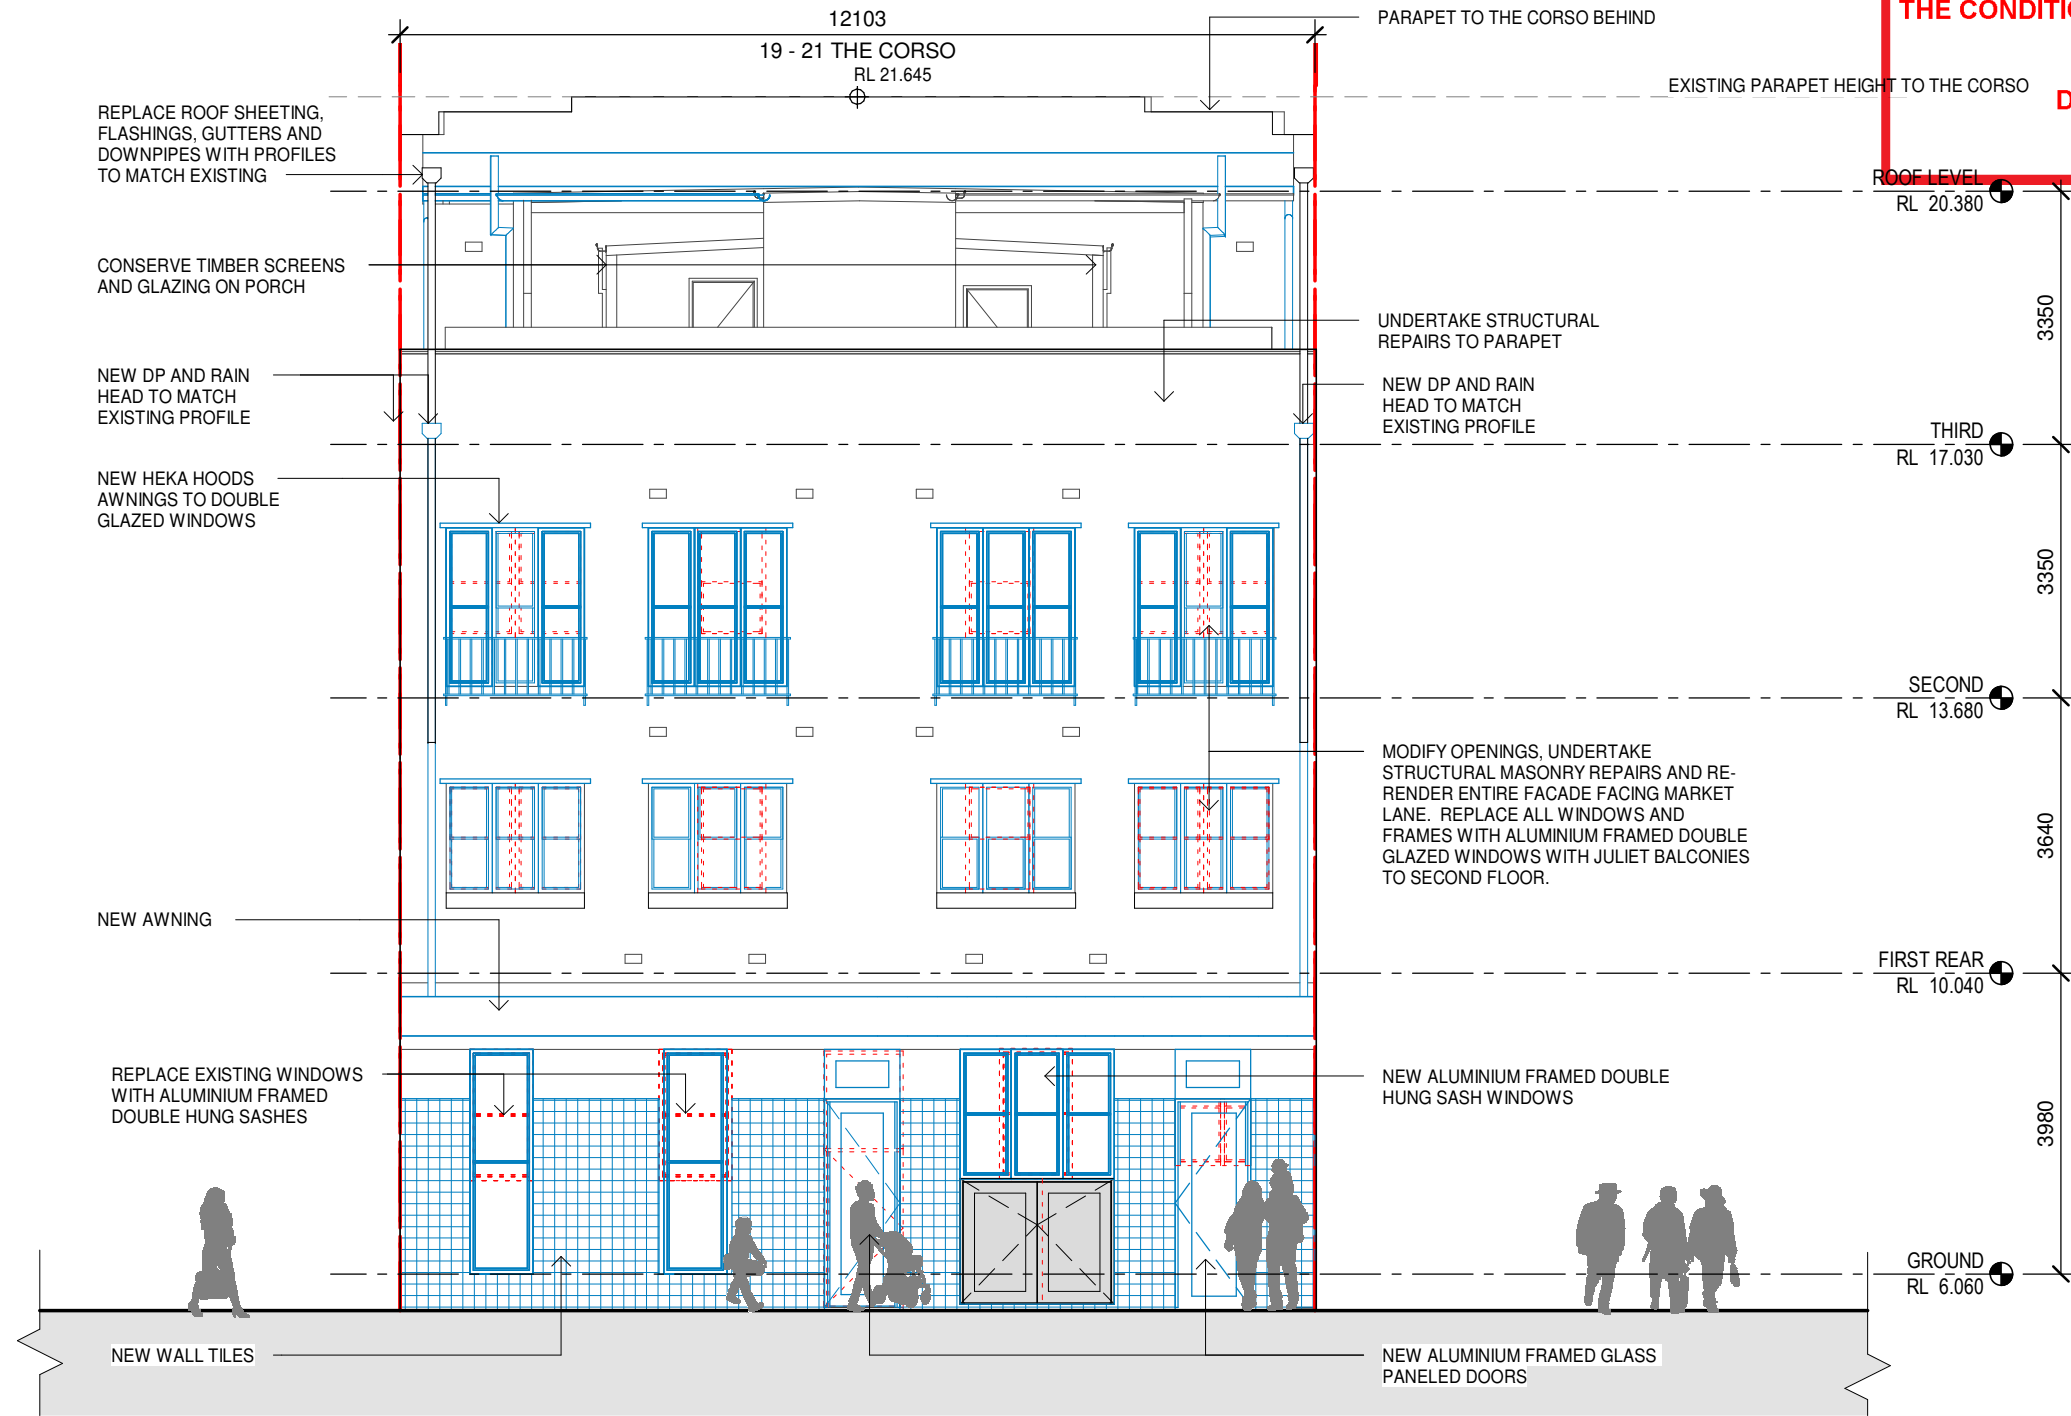 12103
19 - 21 THE CORSO
RL 21.645
PARAPET TO THE CORSO BEHIND
THE CONDITIO
EXISTING PARAPET HEIGHT TO THE CORSO
D
REPLACE ROOF SHEETING,
FLASHINGS, GUTTERS AND
DOWNPIPES WITH PROFILES
TO MATCH EXISTING
ROOF LEVEL
RL 20.380
CONSERVE TIMBER SCREENS
AND GLAZING ON PORCH
3350
UNDERTAKE STRUCTURAL
REPAIRS TO PARAPET
NEW DP AND RAIN
HEAD TO MATCH
EXISTING PROFILE
NEW DP AND RAIN
HEAD TO MATCH
EXISTING PROFILE
THIRD
RL 17.030
NEW HEKA HOODS
AWNINGS TO DOUBLE
GLAZED WINDOWS
3350
SECOND
RL 13.680
MODIFY OPENINGS, UNDERTAKE
STRUCTURAL MASONRY REPAIRS AND RE-
RENDER ENTIRE FACADE FACING MARKET
LANE. REPLACE ALL WINDOWS AND
FRAMES WITH ALUMINIUM FRAMED DOUBLE
GLAZED WINDOWS WITH JULIET BALCONIES
TO SECOND FLOOR.
3640
NEW AWNING
FIRST REAR
RL 10.040
REPLACE EXISTING WINDOWS
WITH ALUMINIUM FRAMED
DOUBLE HUNG SASHES
NEW ALUMINIUM FRAMED DOUBLE
HUNG SASH WINDOWS
3980
GROUND
RL 6.060
NEW WALL TILES
NEW ALUMINIUM FRAMED GLASS
PANELED DOORS